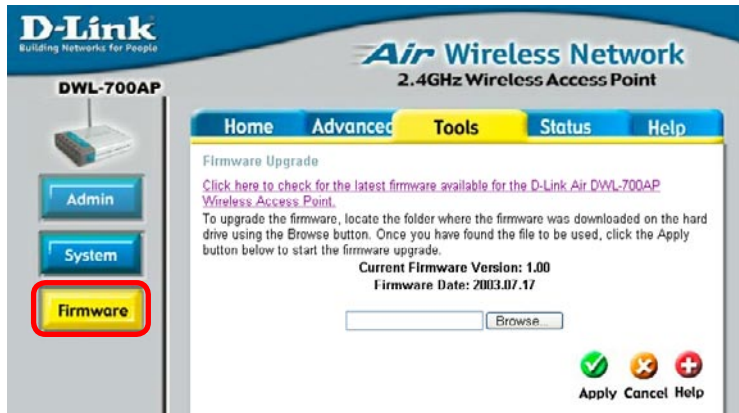 D-Link
Building Networks for People
Air Wireless Network
2.4GHz Wireless Access Point
DWL-700AP
Home Advanced Tools Status Help
Admin
System
Firmware
Firmware Upgrade
Click here to check for the latest firmware available for the D-Link Air DWL-700AP
Wireless Access Point.
To upgrade the firmware, locate the folder where the firmware was downloaded on the hard
drive using the Browse button. Once you have found the file to be used, click the Apply
button below to start the firmware upgrade.
Current Firmware Version: 1.00
Firmware Date: 2003.07.17
Browse...
Apply Cancel Help